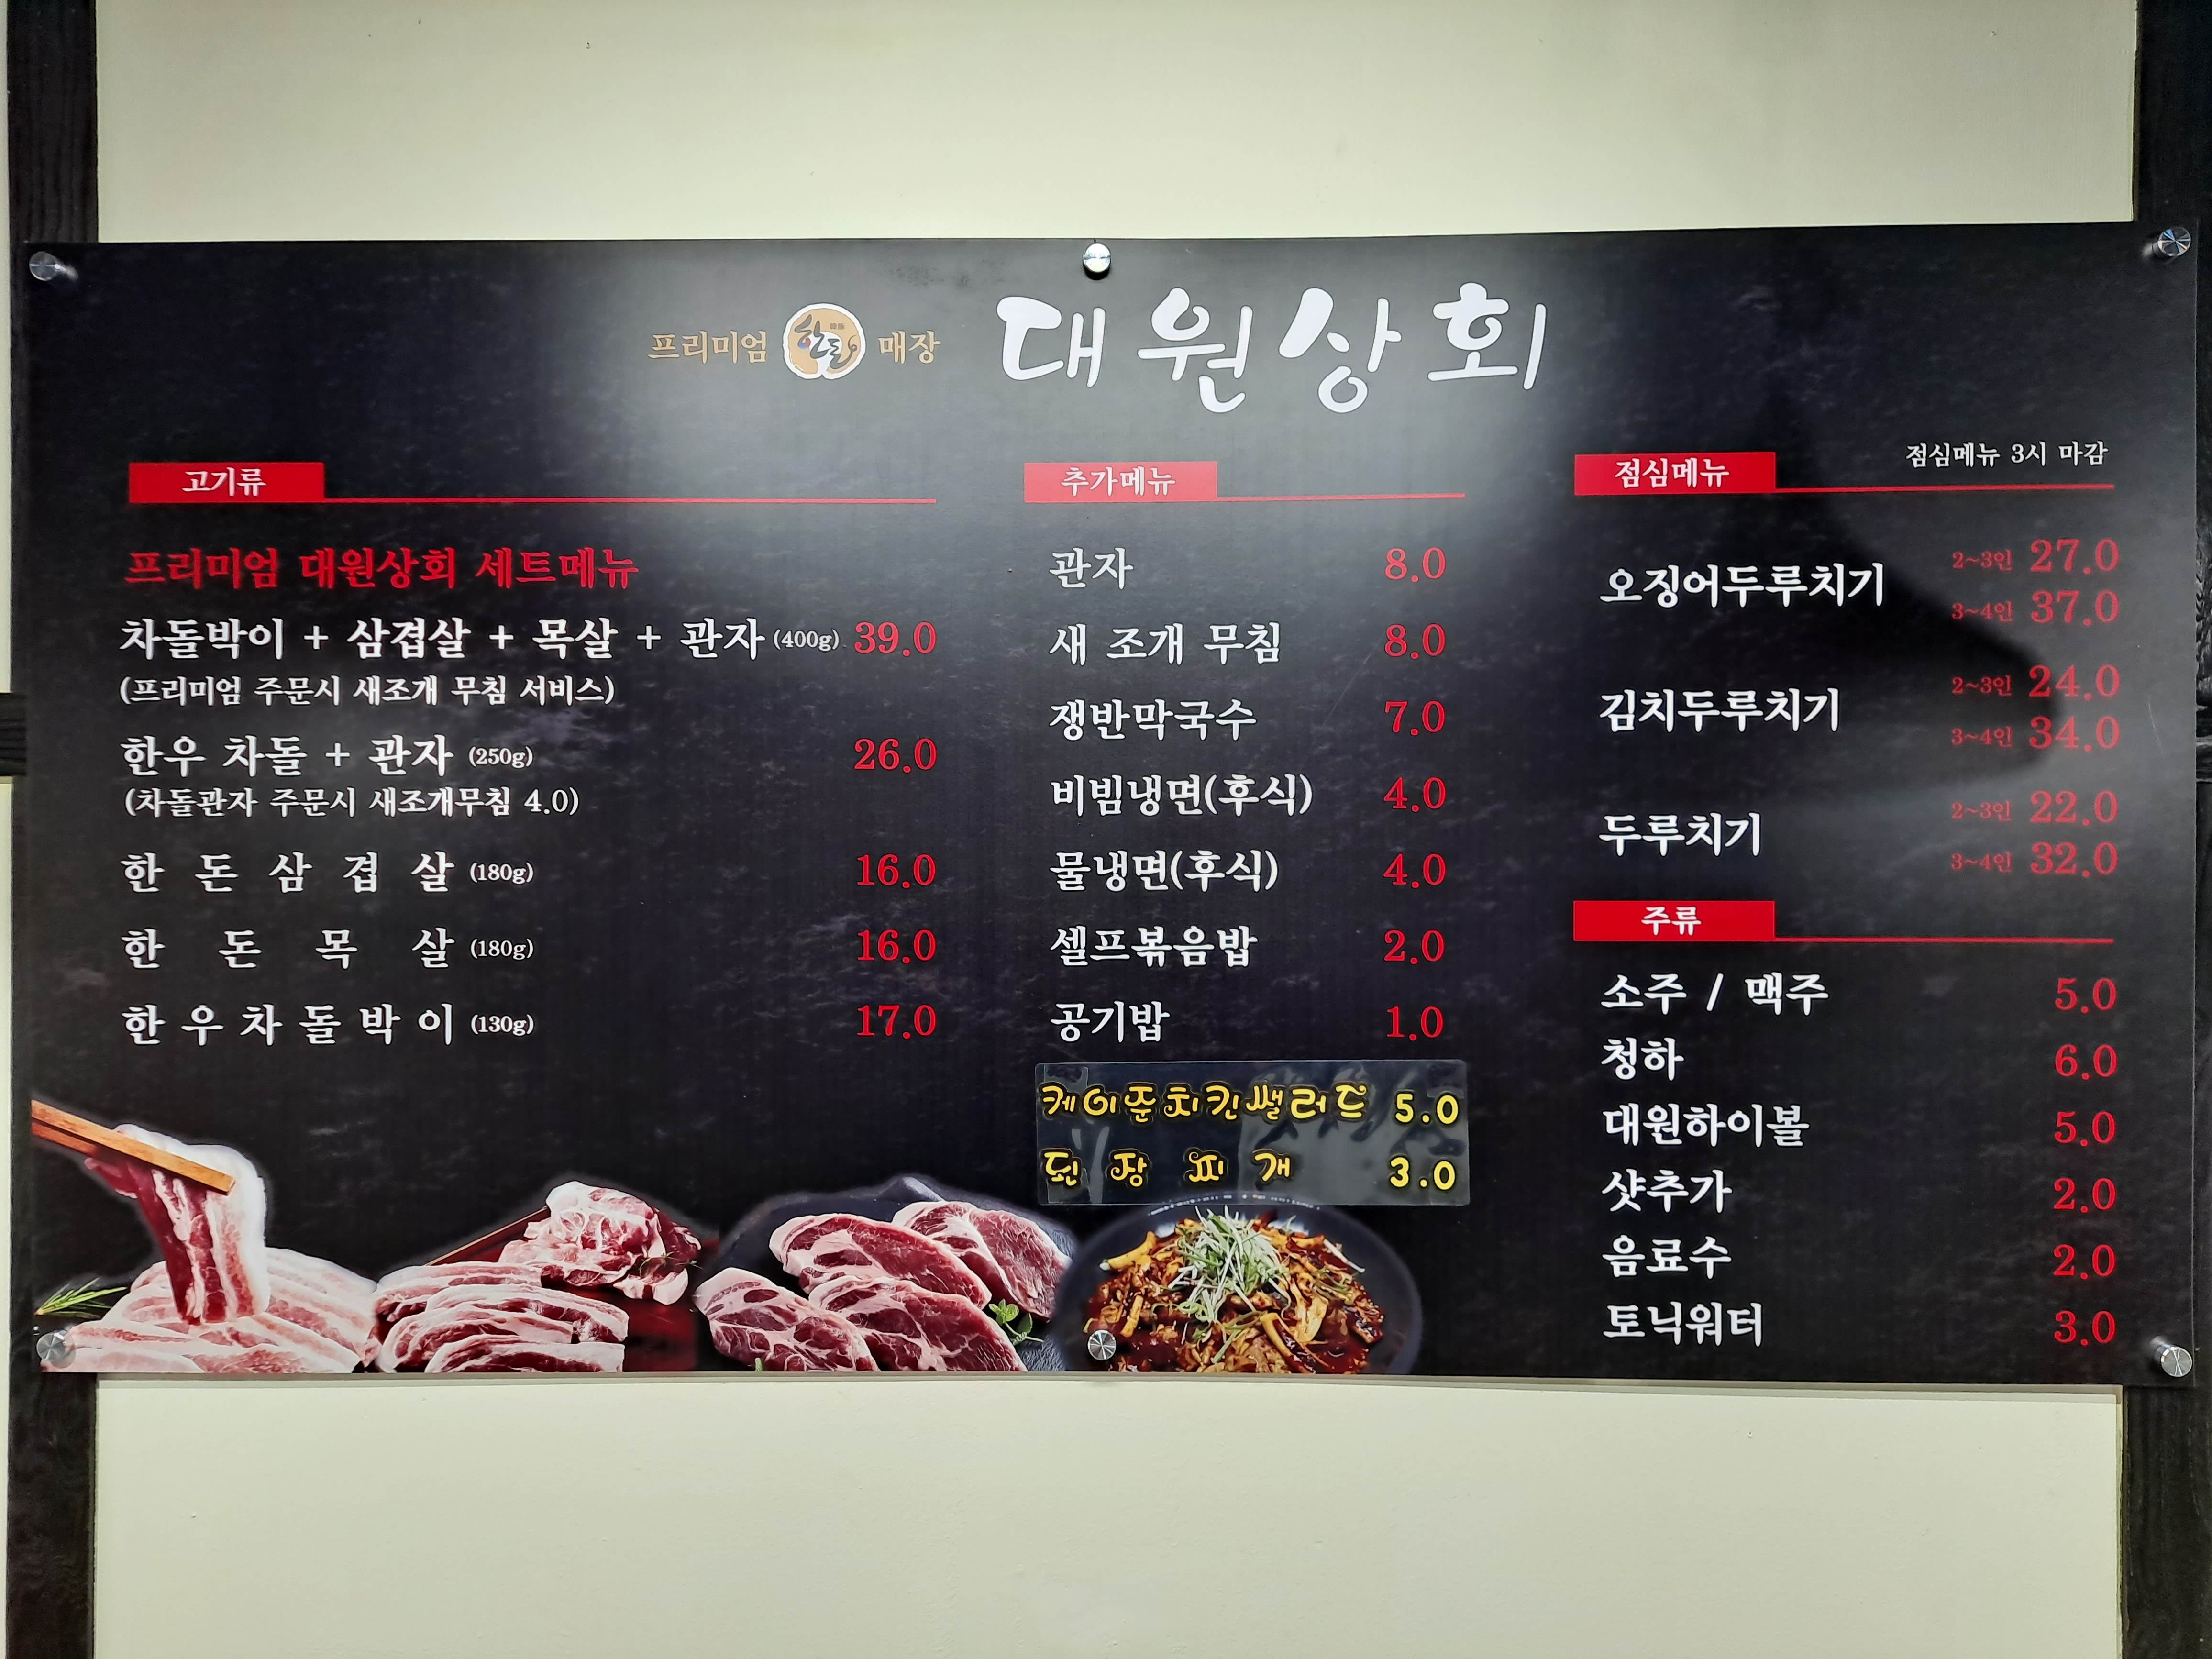 프리미엄 한돈 매장 대원상회
고기류
프리미엄 대원상회 세트메뉴
차돌박이 + 삼겹살 + 목살 + 관자 (400g) 39.0
(프리미엄 주문시 새조개 무침 서비스)
한우 차돌 + 관자 (250g) 26.0
(차돌관자 주문시 새조개무침 4.0)
한 돈 삼 겹 살 (180g) 16.0
한 돈 목 살 (180g) 16.0
한 우 차 돌 박 이 (130g) 17.0
추가메뉴
관자 8.0
새 조개 무침 8.0
쟁반막국수 7.0
비빔냉면(후식) 4.0
물냉면(후식) 4.0
셀프볶음밥 2.0
공기밥 1.0
케이준치킨쌜러드 5.0
된 장 찌 개 3.0
점심메뉴 점심메뉴 3시 마감
오징어두루치기 2~3인 27.0
3~4인 37.0
김치두루치기 2~3인 24.0
3~4인 34.0
두루치기 2~3인 22.0
3~4인 32.0
주류
소주 / 맥주 5.0
청하 6.0
대원하이볼 5.0
샷추가 2.0
음료수 2.0
토닉워터 3.0